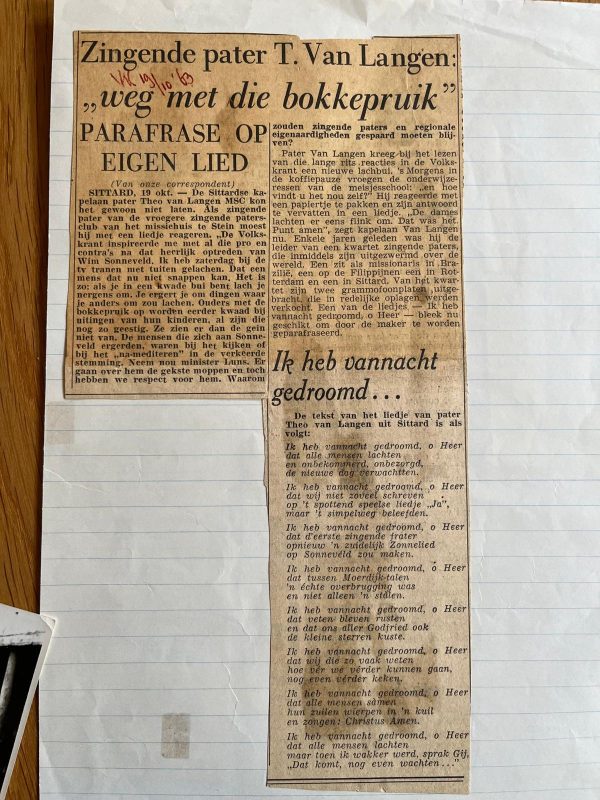 Zingende pater T. Van Langen:
VK 19/10 '63
„weg met die bokkepruik”
PARAFRASE OP
EIGEN LIED
(Van onze correspondent)
SITTARD, 19 okt. — De Sittardse ka-
pelaan pater Theo van Langen MSC kon
het gewoon niet laten. Als zingende
pater van de vroegere zingende paters-
club van het missiehuis te Stein moest
hij met een liedje reageren. „De Volks-
krant inspireerde me met al die pro en
contra's na dat heerlijk optreden van
Wim Sonneveld. Ik heb zaterdag bij de
tv tranen met tuiten gelachen. Dat een
mens dat nu niet snappen kan. Het is
zo: als je in een kwade bui bent lach je
nergens om. Je ergert je om dingen waar
je anders om zou lachen. Ouders met de
bokkepruik op worden eerder kwaad bij
uitingen van hun kinderen, al zijn die
nog zo geestig. Ze zien er dan de gein
niet van. De mensen die zich aan Sonne-
veld ergerden, waren bij het kijken of
bij het „na-mediteren” in de verkeerde
stemming. Neem nou minister Luns. Er
gaan over hem de gekste moppen en toch
hebben we respect voor hem. Waarom
zouden zingende paters en regionale
eigenaardigheden gespaard moeten blij-
ven?
Pater Van Langen kreeg bij het lezen
van die lange rits reacties in de Volks-
krant een nieuwe lachbui. 's Morgens in
de koffiepauze vroegen de onderwijze-
ressen van de meisjesschool: „en hoe
vindt u het nou zelf?” Hij reageerde met
een papiertje te pakken en zijn antwoord
te vervatten in een liedje. „De dames
lachten er eens flink om. Dat was het.
Punt amen”, zegt kapelaan Van Langen
nu. Enkele jaren geleden was hij de
leider van een kwartet zingende paters,
die inmiddels zijn uitgezwermd over de
wereld. Een zit als missionaris in Bra-
zilië, een op de Filippijnen een in Rot-
terdam en een in Sittard. Van het kwar-
tet zijn twee grammofoonplaten uitge-
bracht die in redelijke oplagen werden
verkocht. Een van de liedjes — Ik heb
vannacht gedroomd, o Heer — bleek nu
geschikt om door de maker te worden
geparafraseerd.
Ik heb vannacht
gedroomd...
De tekst van het liedje van pater
Theo van Langen uit Sittard is als
volgt:
Ik heb vannacht gedroomd, o Heer
dat alle mensen lachten
en onbekommerd, onbezorgd,
de nieuwe dag verwachtten.
Ik heb vannacht gedroomd, o Heer
dat wij niet zoveel schreven
op 't spottend speelse liedje „Ja”,
maar 't simpelweg beleefden.
Ik heb vannacht gedroomd, o Heer
dat d'eerste zingende frater
opnieuw 'n zuidelijk Zonnelied
op Sonnevéld zou maken.
Ik heb vannacht gedroomd, o Heer
dat tussen Moerdijk-talen
'n échte overbrugging was
en niet alleen 'n stalen.
Ik heb vannacht gedroomd, o Heer
dat veten bleven rusten
en dat ons aller Godfried ook
de kleine sterren kuste.
Ik heb vannacht gedroomd, o Heer
dat wij die zo vaak weten
hoe vér we vérder kunnen gaan,
nog even vérder keken.
Ik heb vannacht gedroomd, o Heer
dat alle mensen sámen
hun zuilen wierpen in 'n kuil
en zongen: Christus Amen.
Ik heb vannacht gedroomd, o Heer
dat alle mensen lachten
maar toen ik wakker werd, sprak Gij,
„Dat komt, nog even wachten...”